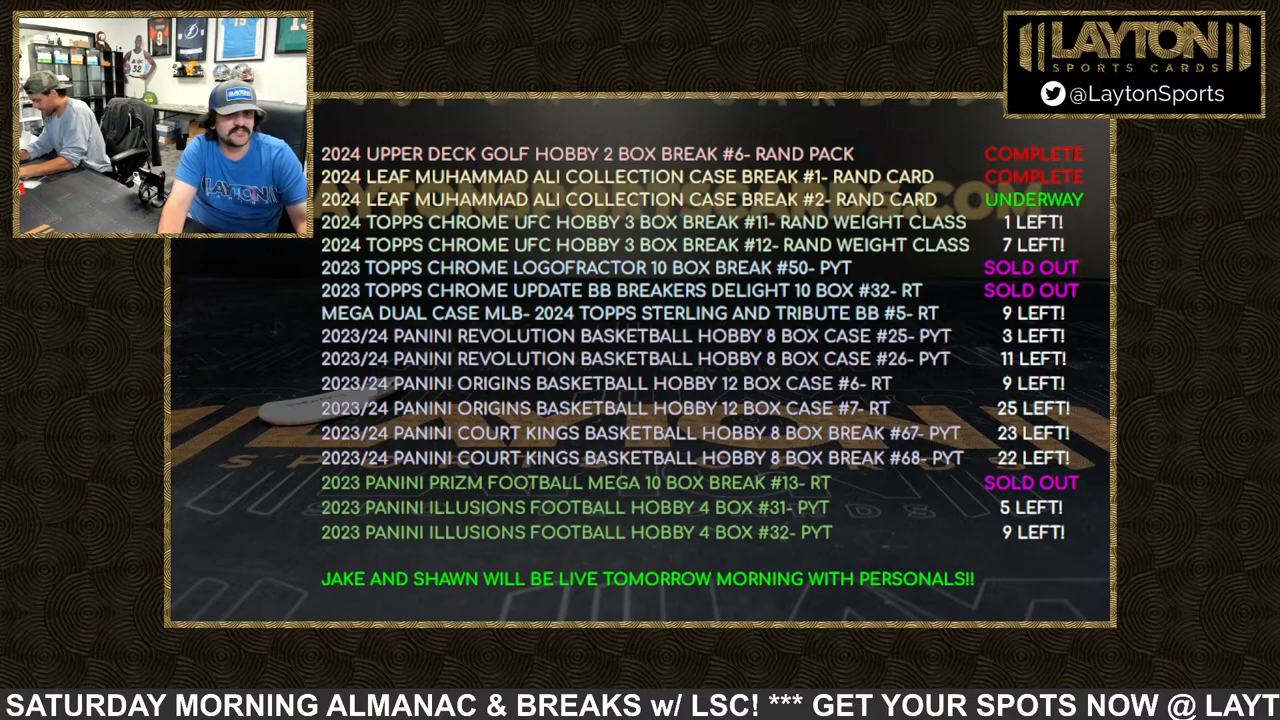 LAYTON
SPORTS CARDS
@LaytonSports
2024 UPPER DECK GOLF HOBBY 2 BOX BREAK #6- RAND PACK COMPLETE
2024 LEAF MUHAMMAD ALI COLLECTION CASE BREAK #1- RAND CARD COMPLETE
2024 LEAF MUHAMMAD ALI COLLECTION CASE BREAK #2- RAND CARD UNDERWAY
2024 TOPPS CHROME UFC HOBBY 3 BOX BREAK #11- RAND WEIGHT CLASS 1 LEFT!
2024 TOPPS CHROME UFC HOBBY 3 BOX BREAK #12- RAND WEIGHT CLASS 7 LEFT!
2023 TOPPS CHROME LOGOFRACTOR 10 BOX BREAK #50- PYT SOLD OUT
2023 TOPPS CHROME UPDATE BB BREAKERS DELIGHT 10 BOX #32- RT SOLD OUT
MEGA DUAL CASE MLB- 2024 TOPPS STERLING AND TRIBUTE BB #5- RT 9 LEFT!
2023/24 PANINI REVOLUTION BASKETBALL HOBBY 8 BOX CASE #25- PYT 3 LEFT!
2023/24 PANINI REVOLUTION BASKETBALL HOBBY 8 BOX CASE #26- PYT 11 LEFT!
2023/24 PANINI ORIGINS BASKETBALL HOBBY 12 BOX CASE #6- RT 9 LEFT!
2023/24 PANINI ORIGINS BASKETBALL HOBBY 12 BOX CASE #7- RT 25 LEFT!
2023/24 PANINI COURT KINGS BASKETBALL HOBBY 8 BOX BREAK #67- PYT 23 LEFT!
2023/24 PANINI COURT KINGS BASKETBALL HOBBY 8 BOX BREAK #68- PYT 22 LEFT!
2023 PANINI PRIZM FOOTBALL MEGA 10 BOX BREAK #13- RT SOLD OUT
2023 PANINI ILLUSIONS FOOTBALL HOBBY 4 BOX #31- PYT 5 LEFT!
2023 PANINI ILLUSIONS FOOTBALL HOBBY 4 BOX #32- PYT 9 LEFT!
JAKE AND SHAWN WILL BE LIVE TOMORROW MORNING WITH PERSONALS!!
SATURDAY MORNING ALMANAC & BREAKS w/ LSC! *** GET YOUR SPOTS NOW @ LAYT